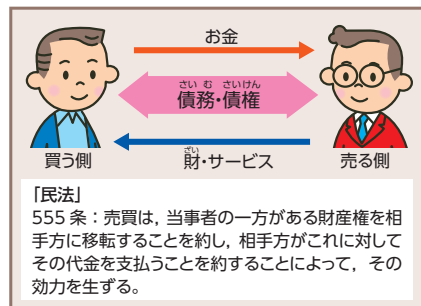 お金
さいむ さいけん
債務・債権
ざい
財・サービス
買う側
売る側
「民法」
555条：売買は，当事者の一方がある財産権を相
手方に移転することを約し，相手方がこれに対して
その代金を支払うことを約することによって，その
効力を生ずる。